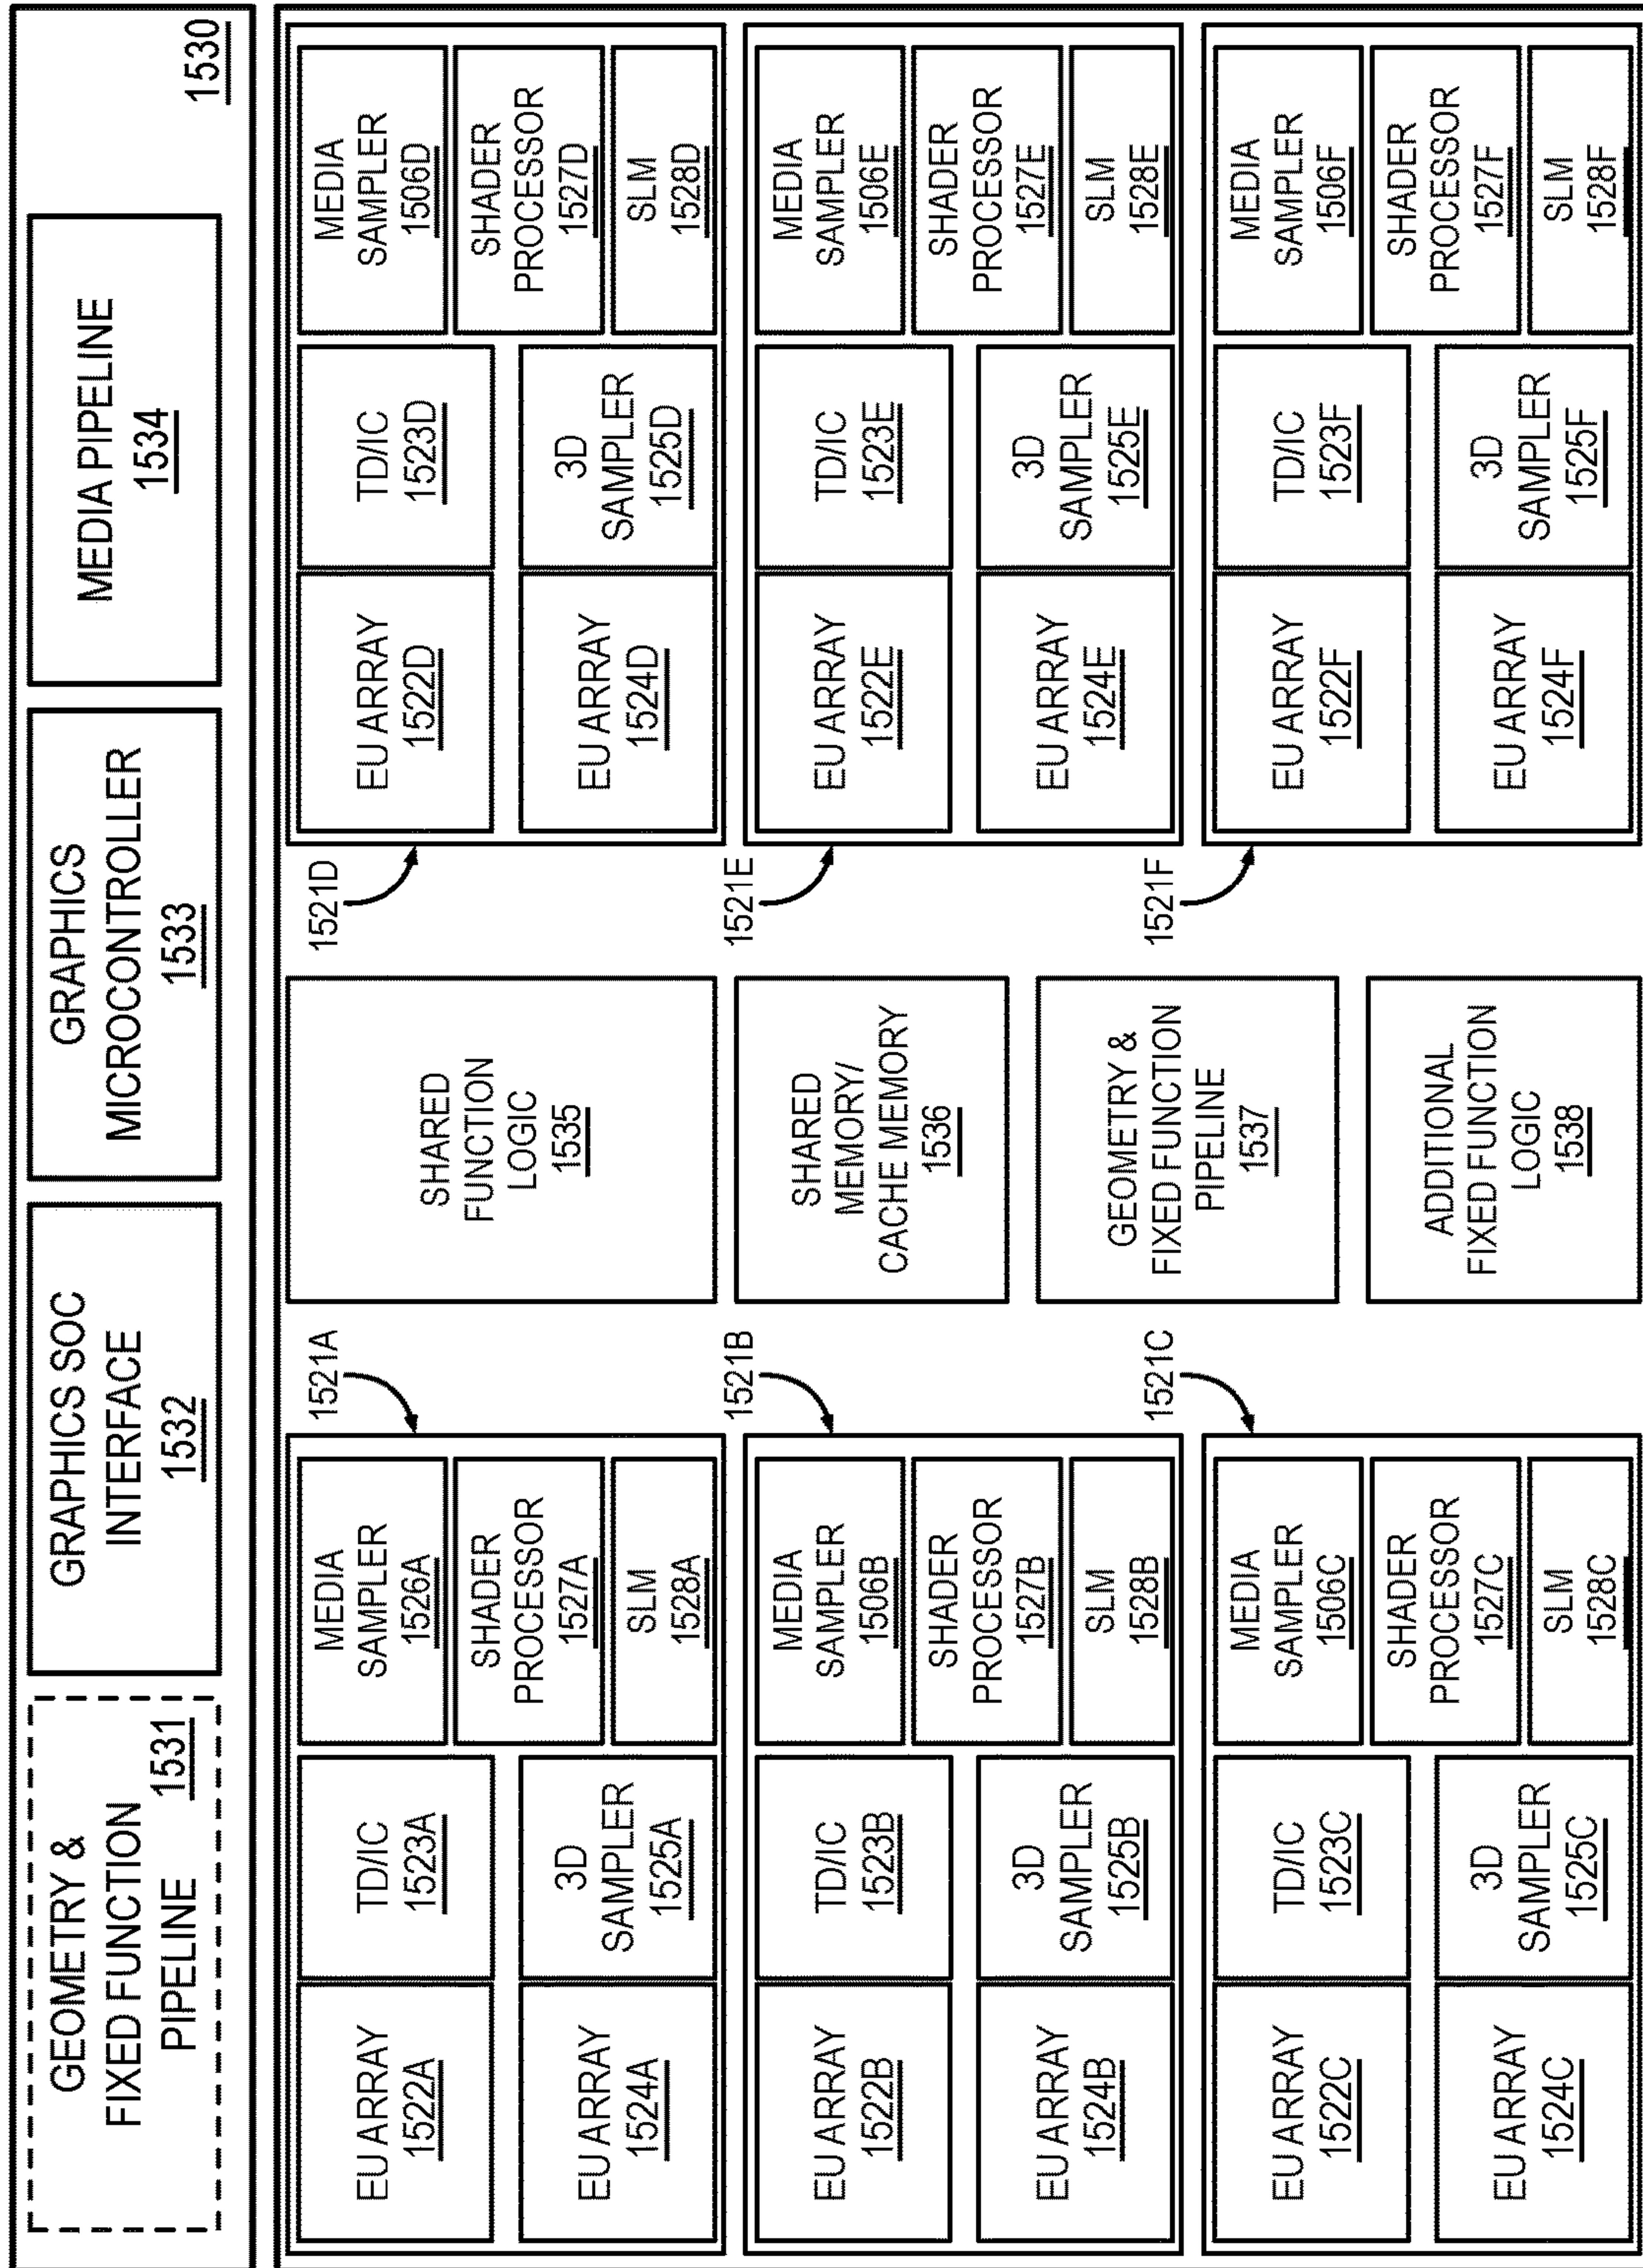 1530
GEOMETRY &
FIXED FUNCTION
PIPELINE
1531
GRAPHICS SOC
INTERFACE
1532
GRAPHICS
MICROCONTROLLER
1533
MEDIA PIPELINE
1534
1521A
EU ARRAY
1522A
TD/IC
1523A
MEDIA
SAMPLER
1526A
SHADER
PROCESSOR
1527A
EU ARRAY
1524A
3D
SAMPLER
1525A
SLM
1528A
SHARED
FUNCTION
LOGIC
1535
1521D
EU ARRAY
1522D
TD/IC
1523D
MEDIA
SAMPLER
1506D
SHADER
PROCESSOR
1527D
EU ARRAY
1524D
3D
SAMPLER
1525D
SLM
1528D
1521B
EU ARRAY
1522B
TD/IC
1523B
MEDIA
SAMPLER
1506B
SHADER
PROCESSOR
1527B
EU ARRAY
1524B
3D
SAMPLER
1525B
SLM
1528B
SHARED
MEMORY/
CACHE MEMORY
1536
1521E
EU ARRAY
1522E
TD/IC
1523E
MEDIA
SAMPLER
1506E
SHADER
PROCESSOR
1527E
EU ARRAY
1524E
3D
SAMPLER
1525E
SLM
1528E
GEOMETRY &
FIXED FUNCTION
PIPELINE
1537
1521C
EU ARRAY
1522C
TD/IC
1523C
MEDIA
SAMPLER
1506C
SHADER
PROCESSOR
1527C
EU ARRAY
1524C
3D
SAMPLER
1525C
SLM
1528C
ADDITIONAL
FIXED FUNCTION
LOGIC
1538
1521F
EU ARRAY
1522F
TD/IC
1523F
MEDIA
SAMPLER
1506F
SHADER
PROCESSOR
1527F
EU ARRAY
1524F
3D
SAMPLER
1525F
SLM
1528F